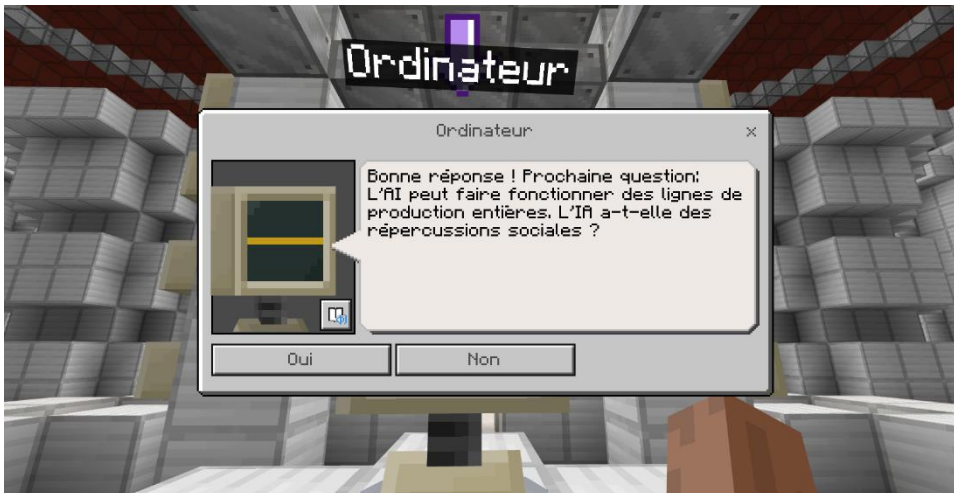 Ordinateur
Ordinateur
Bonne réponse ! Prochaine question:
L'AI peut faire fonctionner des lignes de
production entières. L'IA a-t-elle des
répercussions sociales ?
Oui
Non